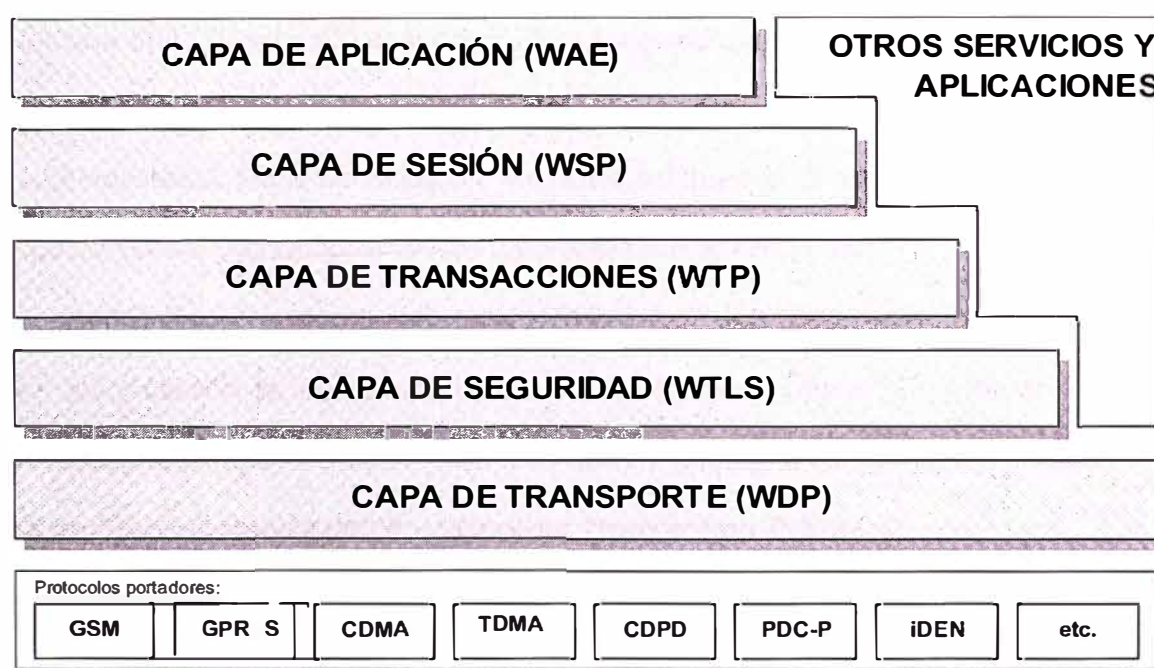 CAPA DE APLICACIÓN (WAE)
OTROS SERVICIOS Y
APLICACIONES
CAPA DE SESIÓN (WSP)
CAPA DE TRANSACCIONES (WTP)
CAPA DE SEGURIDAD (WTLS)
CAPA DE TRANSPORTE (WDP)
Protocolos portadores:
GSM GPR S CDMA TDMA CDPD PDC-P iDEN etc.